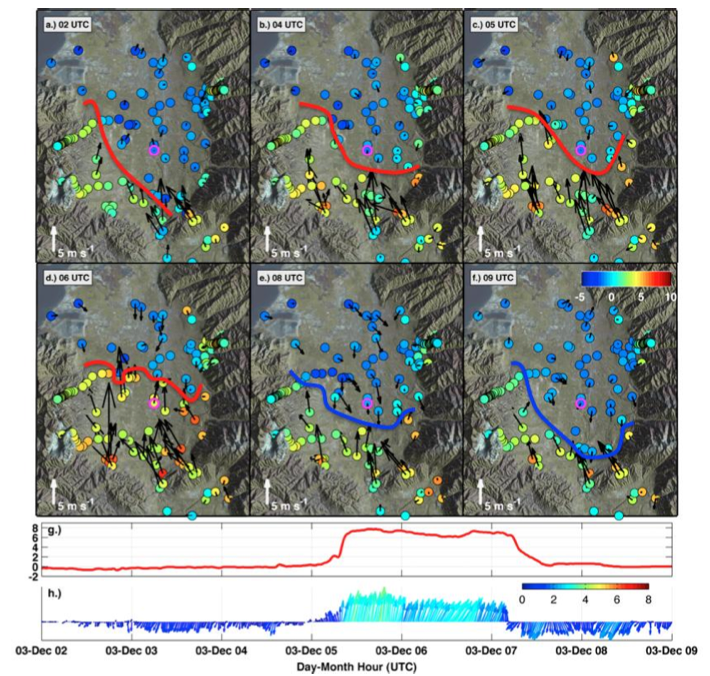 a.) 02 UTC
b.) 04 UTC
c.) 05 UTC
5 m s⁻¹
5 m s⁻¹
5 m s⁻¹
d.) 06 UTC
e.) 08 UTC
f.) 09 UTC
-5 0 5 10
5 m s⁻¹
5 m s⁻¹
5 m s⁻¹
g.)
8
6
4
2
0
-2
h.)
0 2 4 6 8
03-Dec 02 03-Dec 03 03-Dec 04 03-Dec 05 03-Dec 06 03-Dec 07 03-Dec 08 03-Dec 09
Day-Month Hour (UTC)